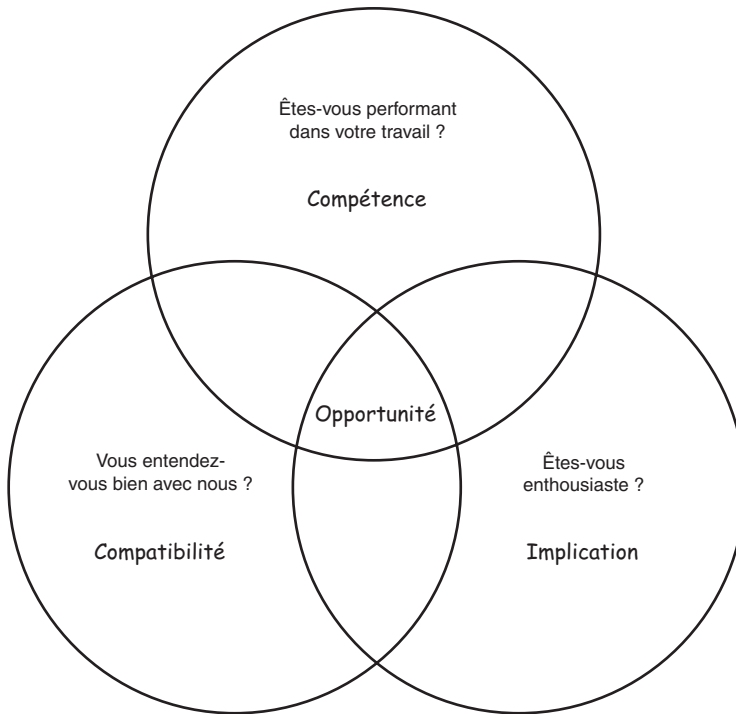 Êtes-vous performant
dans votre travail ?
Compétence
Opportunité
Vous entendez-
vous bien avec nous ?
Compatibilité
Êtes-vous
enthousiaste ?
Implication